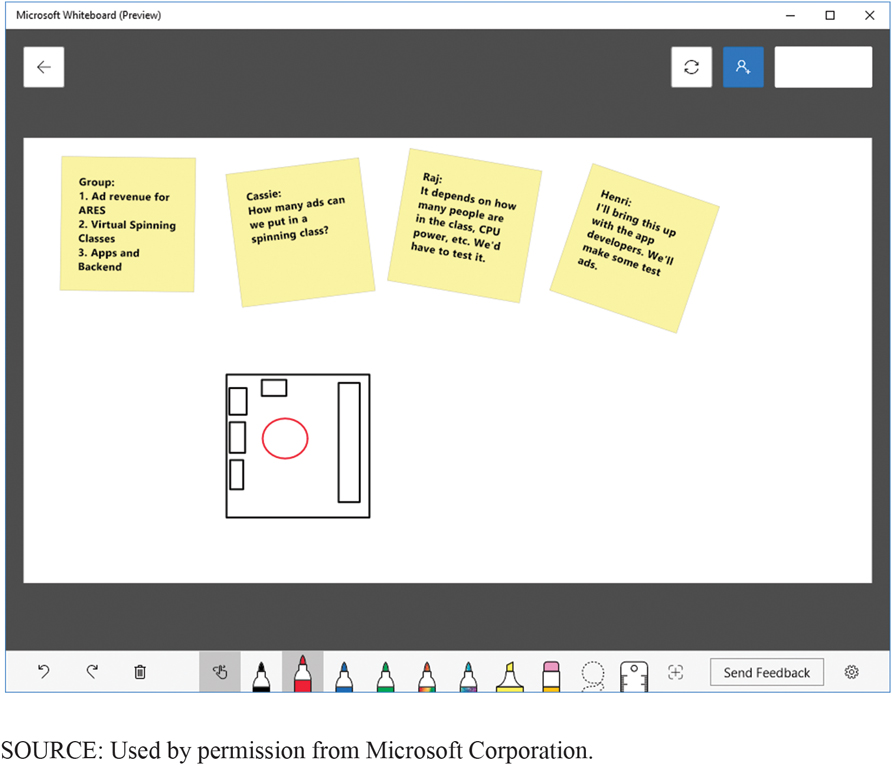 Microsoft Whiteboard (Preview)
Group:
1. Ad revenue for
ARES
2. Virtual Spinning
Classes
3. Apps and
Backend
Cassie:
How many ads can
we put in a
spinning class?
Raj:
It depends on how
many people are
in the class, CPU
power, etc. We'd
have to test it.
Henri:
I'll bring this up
with the app
developers. We'll
make some test
ads.
Send Feedback
SOURCE: Used by permission from Microsoft Corporation.